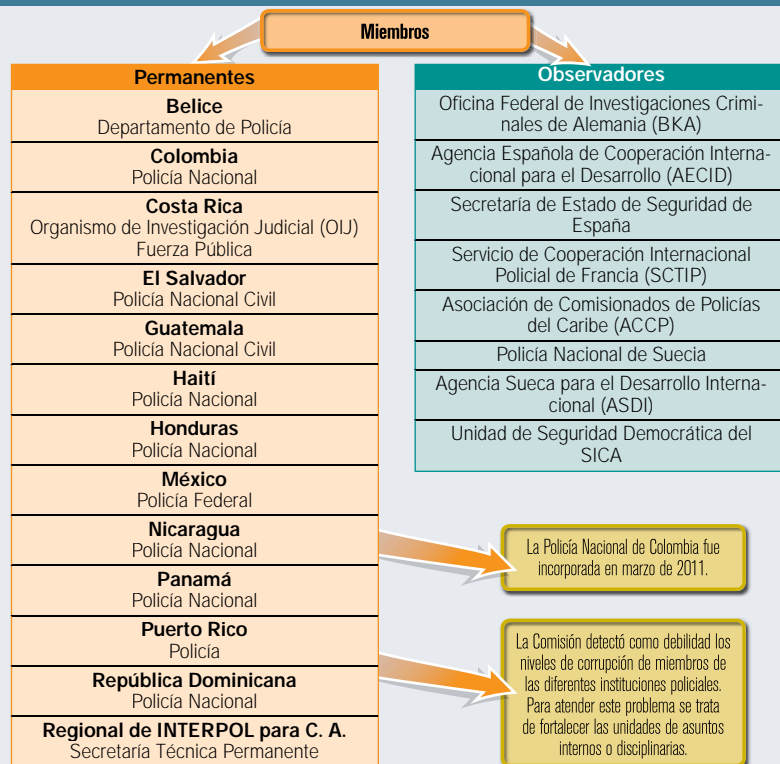 Miembros
Permanentes
Belice
Departamento de Policía
Colombia
Policía Nacional
Costa Rica
Organismo de Investigación Judicial (OIJ)
Fuerza Pública
El Salvador
Policía Nacional Civil
Guatemala
Policía Nacional Civil
Haití
Policía Nacional
Honduras
Policía Nacional
México
Policía Federal
Nicaragua
Policía Nacional
Panamá
Policía Nacional
Puerto Rico
Policía
República Dominicana
Policía Nacional
Regional de INTERPOL para C. A.
Secretaría Técnica Permanente
Observadores
Oficina Federal de Investigaciones Crimi-
nales de Alemania (BKA)
Agencia Española de Cooperación Interna-
cional para el Desarrollo (AECID)
Secretaría de Estado de Seguridad de
España
Servicio de Cooperación Internacional
Policial de Francia (SCTIP)
Asociación de Comisionados de Policías
del Caribe (ACCP)
Policía Nacional de Suecia
Agencia Sueca para el Desarrollo Interna-
cional (ASDI)
Unidad de Seguridad Democrática del
SICA
La Policía Nacional de Colombia fue
incorporada en marzo de 2011.
La Comisión detectó como debilidad los
niveles de corrupción de miembros de
las diferentes instituciones policiales.
Para atender este problema se trata
de fortalecer las unidades de asuntos
internos o disciplinarias.